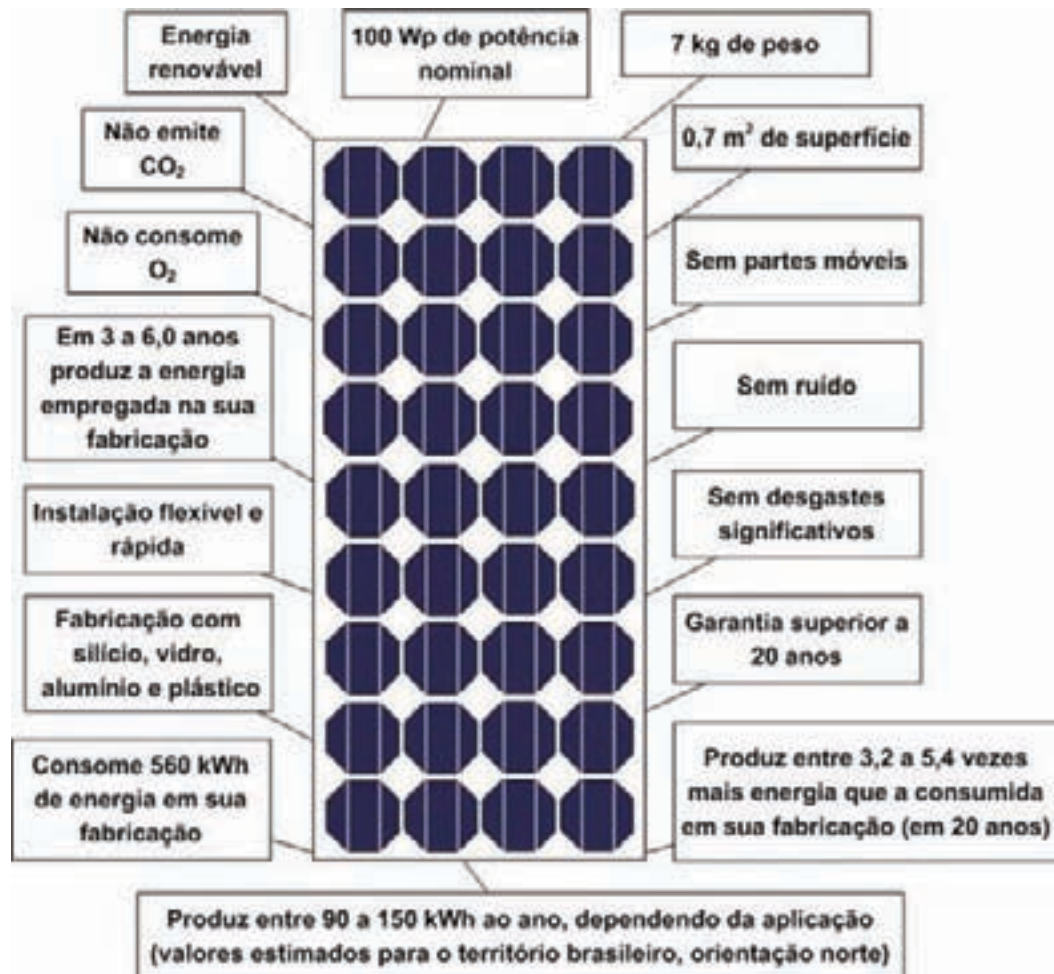 Energia
renovável
100 Wp de potência
nominal
7 kg de peso
Não emite
CO₂
0,7 m² de superfície
Não consome
O₂
Sem partes móveis
Em 3 a 6,0 anos
produz a energia
empregada na sua
fabricação
Sem ruído
Instalação flexível e
rápida
Sem desgastes
significativos
Fabricação com
silício, vidro,
alumínio e plástico
Garantia superior a
20 anos
Consome 560 kWh
de energia em sua
fabricação
Produz entre 3,2 a 5,4 vezes
mais energia que a consumida
em sua fabricação (em 20 anos)
Produz entre 90 a 150 kWh ao ano, dependendo da aplicação
(valores estimados para o território brasileiro, orientação norte)